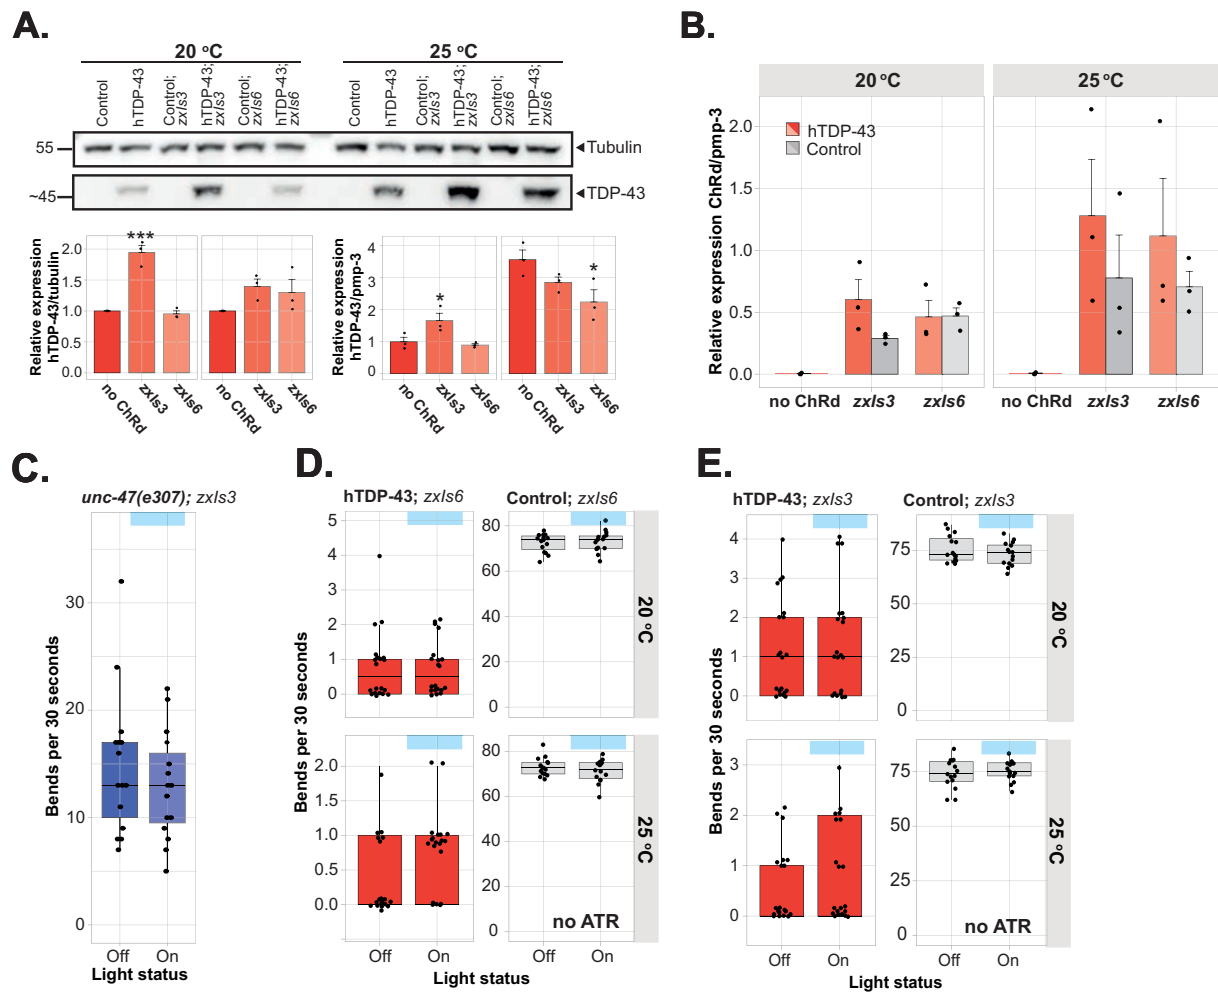 A.
20 °C
25 °C
Control
hTDP-43
Control;
zxIs3
hTDP-43;
zxIs3
Control;
zxIs6
hTDP-43;
zxIs6
Control
hTDP-43
Control;
zxIs3
hTDP-43;
zxIs3
Control;
zxIs6
hTDP-43;
zxIs6
55
Tubulin
~45
TDP-43
Relative expression
hTDP-43/tubulin
2.0
1.5
1.0
0.5
0.0
***
no ChRd
zxIs3
zxIs6
no ChRd
zxIs3
zxIs6
Relative expression
hTDP-43/pmp-3
4
3
2
1
0
*
*
no ChRd
zxIs3
zxIs6
no ChRd
zxIs3
zxIs6
B.
20 °C
25 °C
Relative expression ChRd/pmp-3
2.0
1.5
1.0
0.5
0.0
hTDP-43
Control
no ChRd
zxIs3
zxIs6
no ChRd
zxIs3
zxIs6
C.
unc-47(e307); zxIs3
Bends per 30 seconds
30
20
10
0
Off
On
Light status
D.
hTDP-43; zxIs6
Control; zxIs6
Bends per 30 seconds
5
4
3
2
1
0
80
60
40
20
0
20 °C
2.0
1.5
1.0
0.5
0.0
80
60
40
20
0
25 °C
no ATR
Off
On
Off
On
Light status
E.
hTDP-43; zxIs3
Control; zxIs3
Bends per 30 seconds
4
3
2
1
0
75
50
25
0
20 °C
3
2
1
0
75
50
25
0
25 °C
no ATR
Off
On
Off
On
Light status